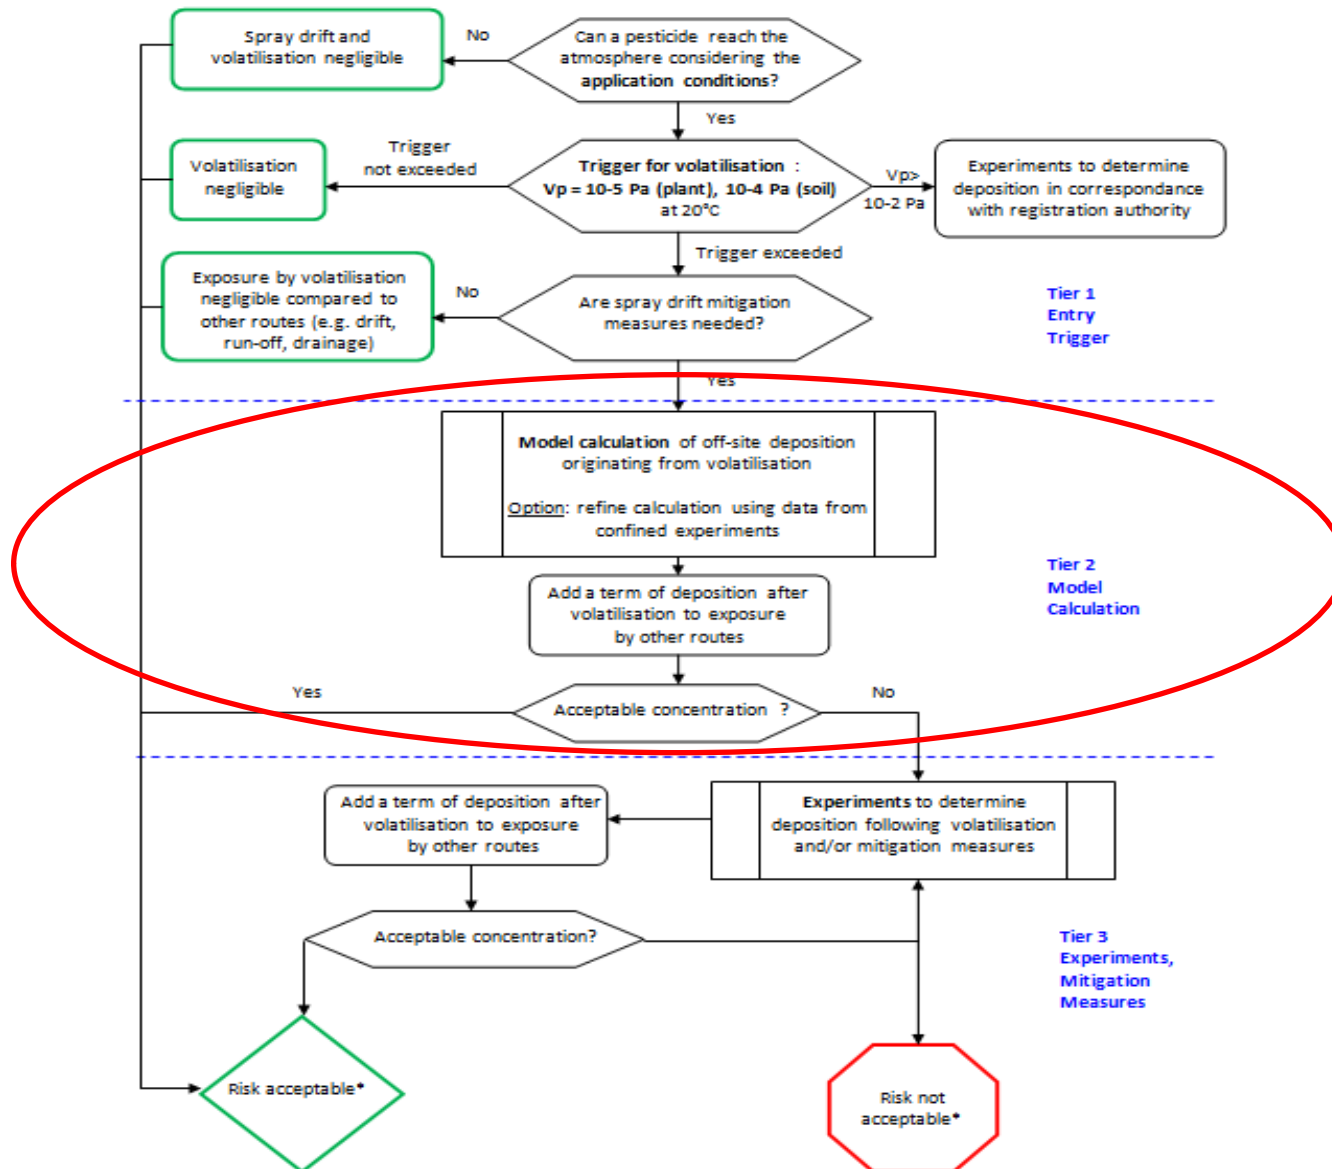 Spray drift and
volatilisation negligible
No
Can a pesticide reach the
atmosphere considering the
application conditions?
Yes
Volatilisation
negligible
Trigger
not exceeded
Trigger for volatilisation :
Vp = 10-5 Pa (plant), 10-4 Pa (soil)
at 20°C
Vp>
10-2 Pa
Experiments to determine
deposition in correspondance
with registration authority
Trigger exceeded
Exposure by volatilisation
negligible compared to
other routes (e.g. drift,
run-off, drainage)
No
Are spray drift mitigation
measures needed?
Tier 1
Entry
Trigger
Yes
Model calculation of off-site deposition
originating from volatilisation
Option: refine calculation using data from
confined experiments
Tier 2
Model
Calculation
Add a term of deposition after
volatilisation to exposure
by other routes
Yes
Acceptable concentration ?
No
Add a term of deposition after
volatilisation to exposure
by other routes
Experiments to determine
deposition following volatilisation
and/or mitigation measures
Acceptable concentration?
Tier 3
Experiments,
Mitigation
Measures
Risk acceptable*
Risk not
acceptable*